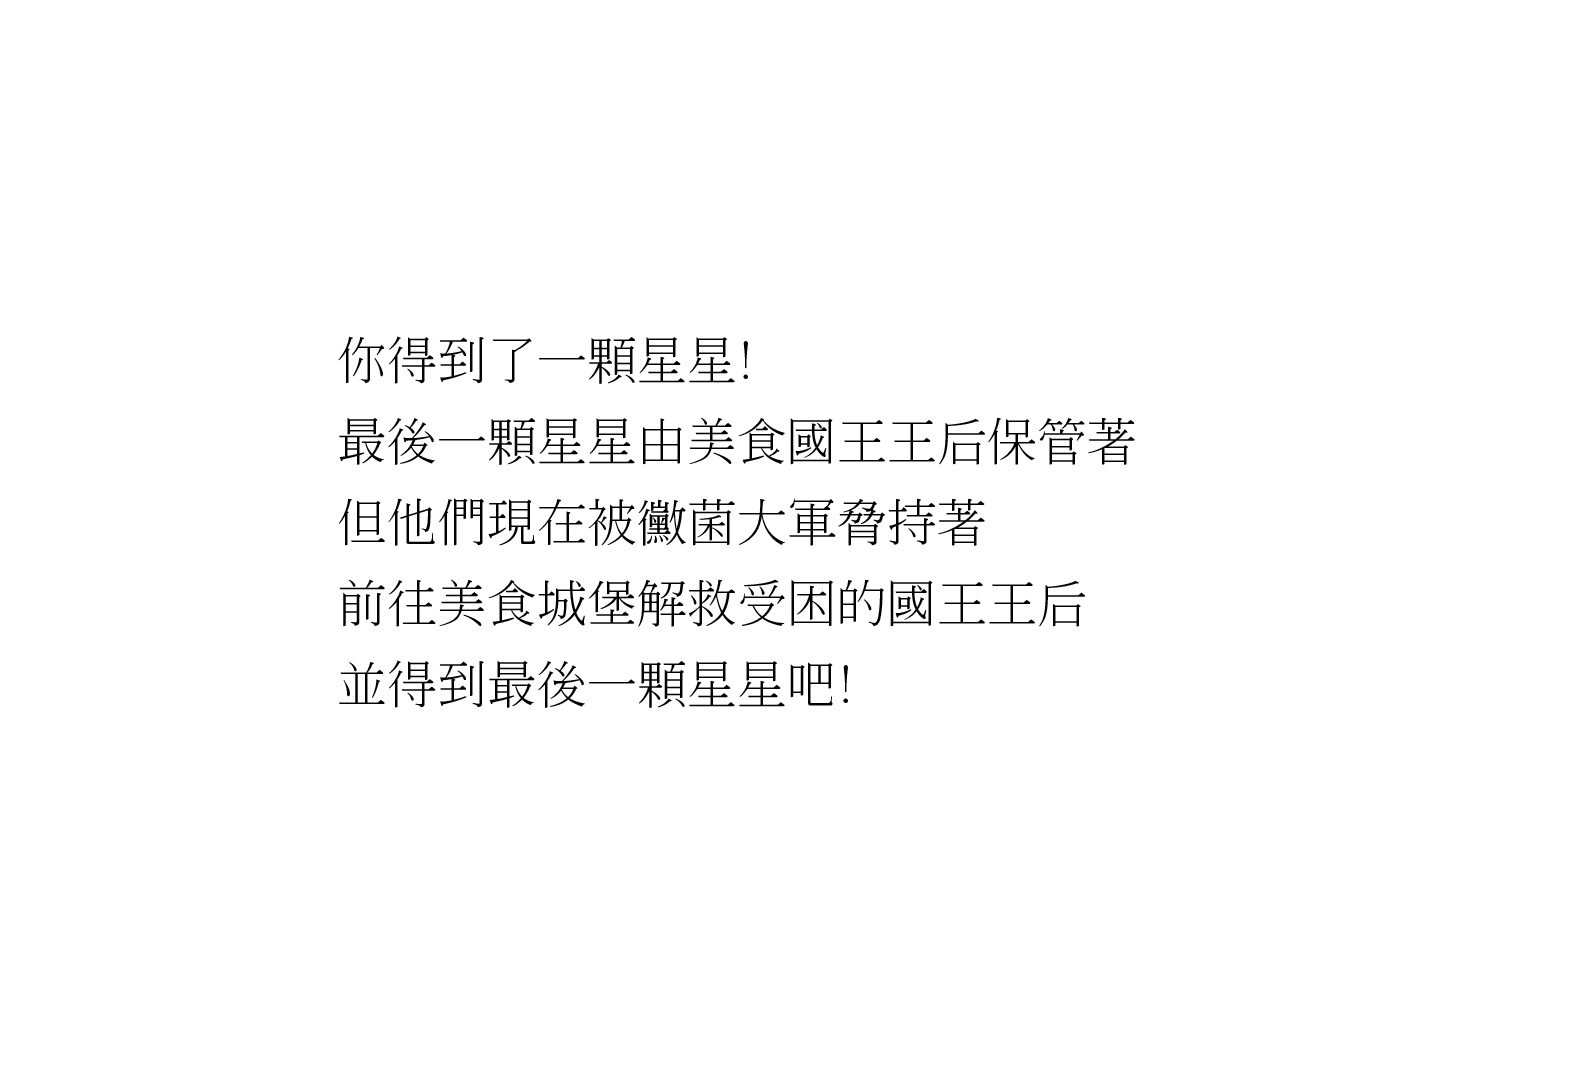 你得到了一顆星星!
最後一顆星星由美食國王王后保管著
但他們現在被黴菌大軍脅持著
前往美食城堡解救受困的國王王后
並得到最後一顆星星吧!